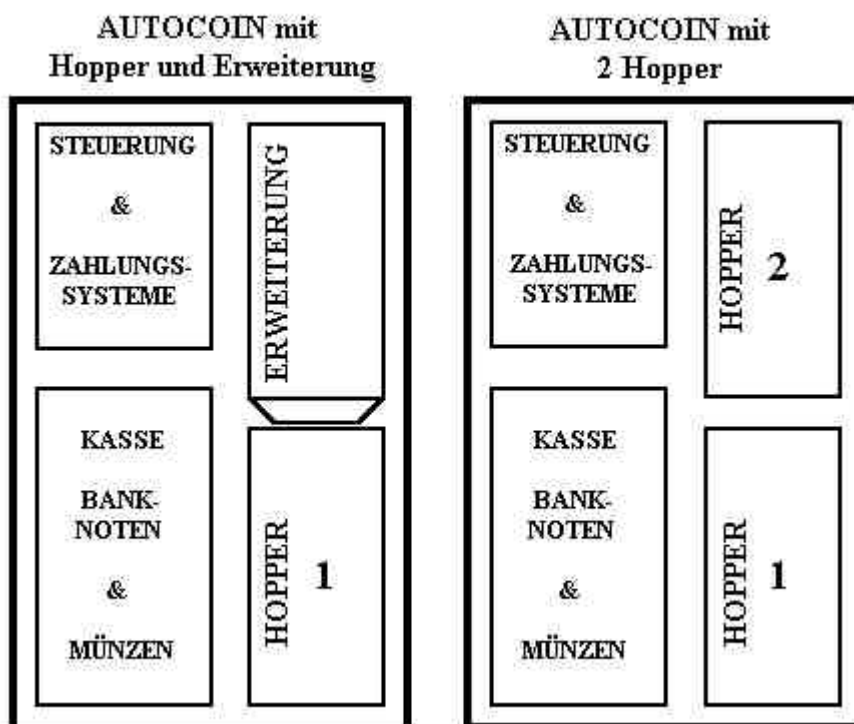 AUTOCOIN mit
Hopper und Erweiterung
STEUERUNG
&
ZAHLUNGS-
SYSTEME
ERWEITERUNG
KASSE
BANK-
NOTEN
&
MÜNZEN
HOPPER
1
AUTOCOIN mit
2 Hopper
STEUERUNG
&
ZAHLUNGS-
SYSTEME
HOPPER
2
KASSE
BANK-
NOTEN
&
MÜNZEN
HOPPER
1